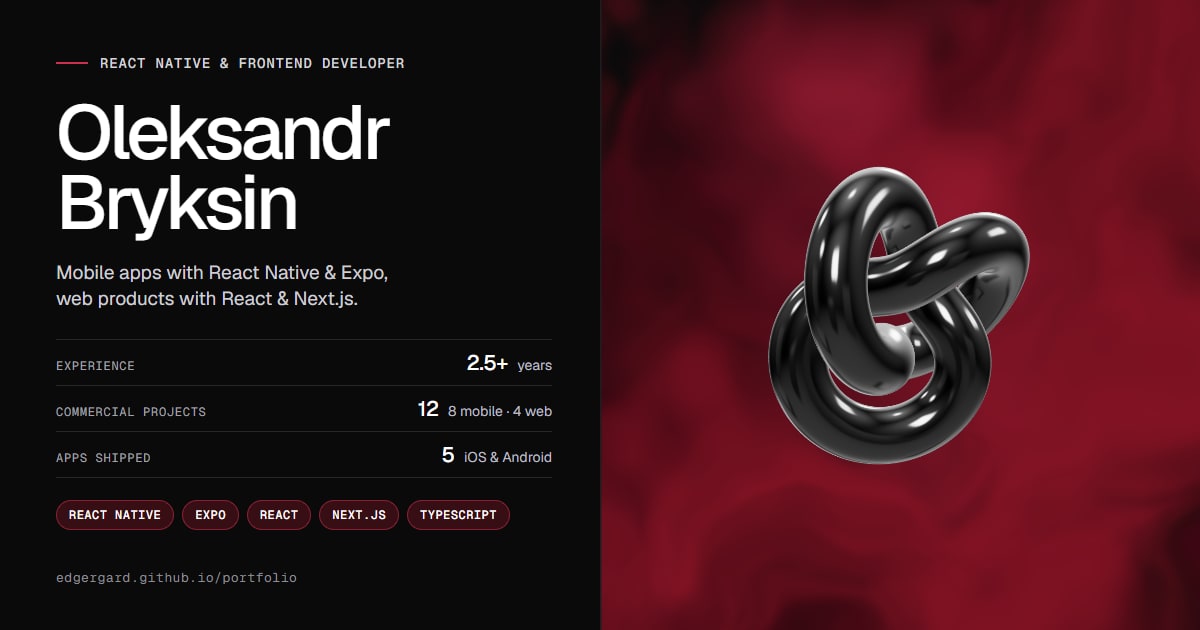 REACT NATIVE & FRONTEND DEVELOPER
Oleksandr
Bryksin
Mobile apps with React Native & Expo,
web products with React & Next.js.
EXPERIENCE 2.5+ years
COMMERCIAL PROJECTS 12 8 mobile · 4 web
APPS SHIPPED 5 iOS & Android
REACT NATIVE EXPO REACT NEXT.JS TYPESCRIPT
edgergard.github.io/portfolio